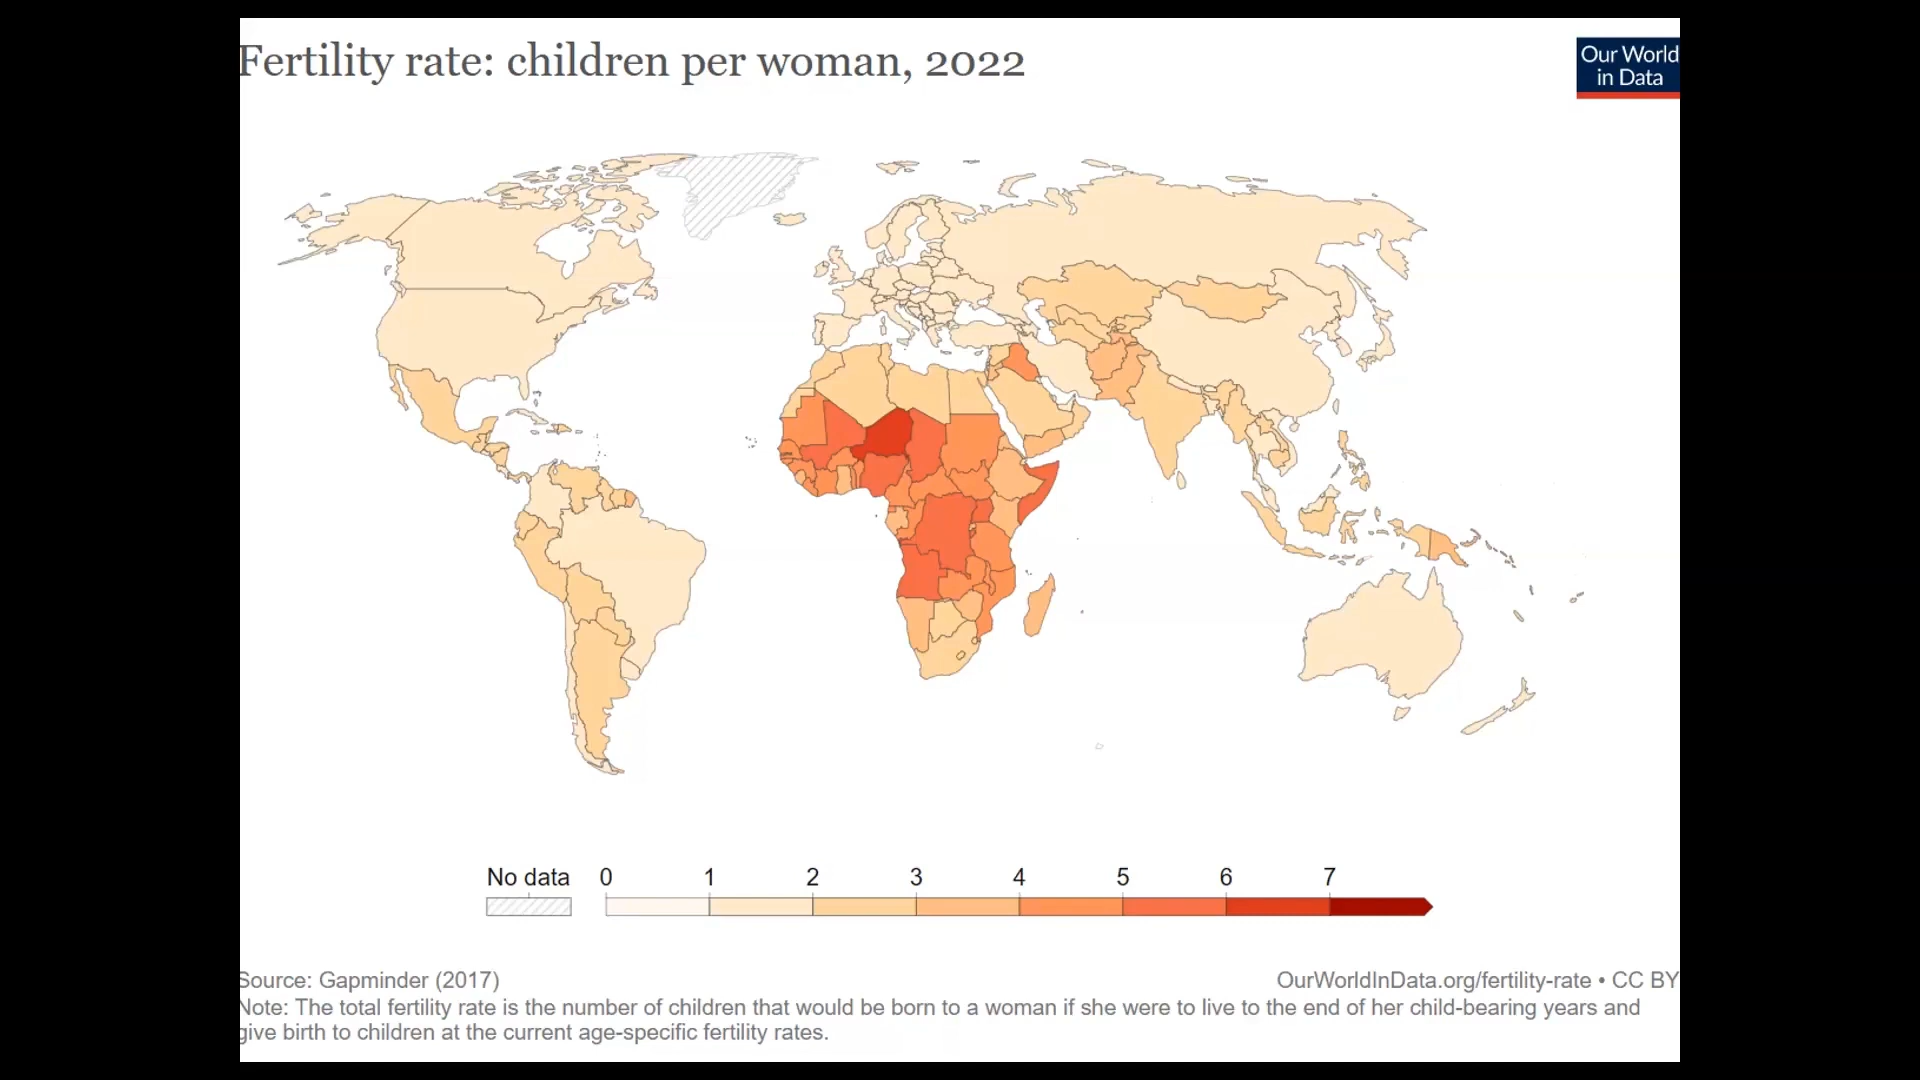 Fertility rate: children per woman, 2022
Our World
in Data
No data 0 1 2 3 4 5 6 7
Source: Gapminder (2017)
OurWorldInData.org/fertility-rate • CC BY
Note: The total fertility rate is the number of children that would be born to a woman if she were to live to the end of her child-bearing years and
give birth to children at the current age-specific fertility rates.